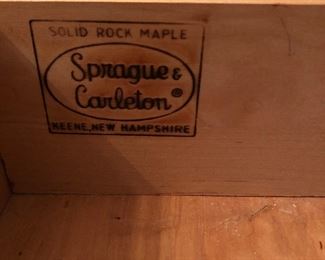 SOLID ROCK MAPLE
Sprague &
Carleton ®
KEENE, NEW HAMPSHIRE